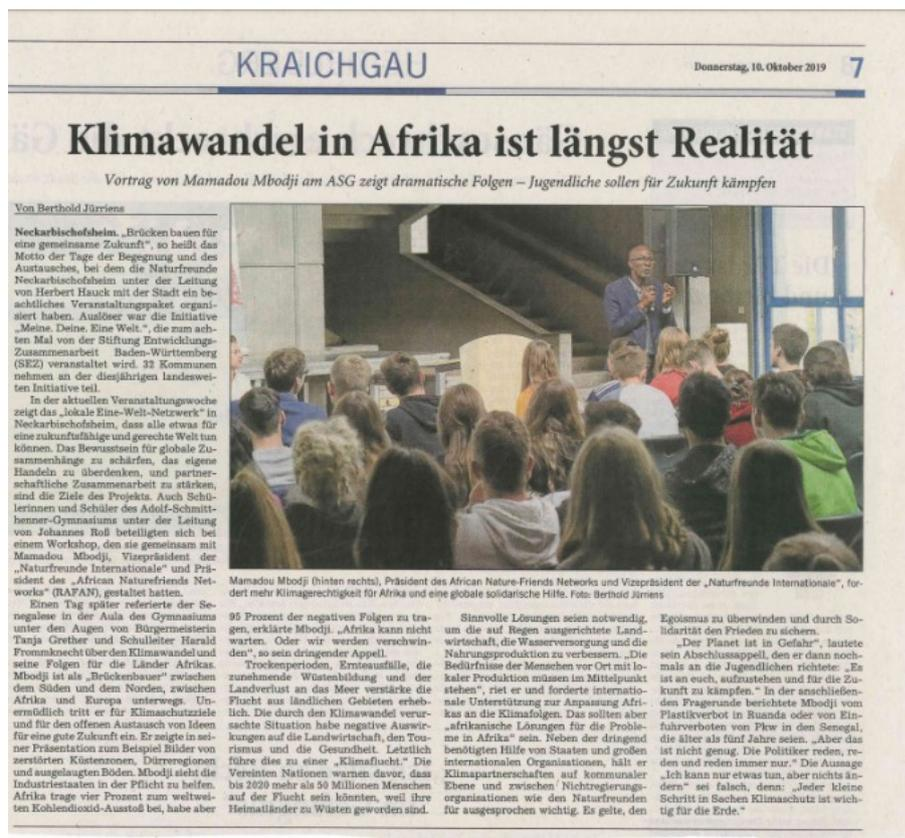 KRAICHGAU
Donnerstag, 10. Oktober 2019 7
Klimawandel in Afrika ist längst Realität
Vortrag von Mamadou Mbodji am ASG zeigt dramatische Folgen – Jugendliche sollen für Zukunft kämpfen
Von Berthold Jürriens
Neckarbischofsheim. „Brücken bauen für
eine gemeinsame Zukunft“, so heißt das
Motto der Tage der Begegnung und des
Austausches, bei dem die Naturfreunde
Neckarbischofsheim unter der Leitung
von Herbert Hauck mit der Stadt ein be-
achtliches Veranstaltungspaket organi-
siert haben. Auslöser war die Initiative
„Meine. Deine. Eine Welt.“, die zum ach-
ten Mal von der Stiftung Entwicklungs-
Zusammenarbeit Baden-Württemberg
(SEZ) veranstaltet wird. 32 Kommunen
nehmen an der diesjährigen landeswei-
ten Initiative teil.
In der aktuellen Veranstaltungswoche
zeigt das „lokale Eine-Welt-Netzwerk“ in
Neckarbischofsheim, dass alle etwas für
eine zukunftsfähige und gerechte Welt tun
können. Das Bewusstsein für globale Zu-
sammenhänge zu schärfen, das eigene
Handeln zu überdenken, und partner-
schaftliche Zusammenarbeit zu stärken,
sind die Ziele des Projekts. Auch Schü-
lerinnen und Schüler des Adolf-Schmitt-
henner-Gymnasiums unter der Leitung
von Johannes Roß beteiligten sich bei
einem Workshop, den sie gemeinsam mit
Mamadou Mbodji, Vizepräsident der
„Naturfreunde Internationale“ und Prä-
sident des „African Naturefriends Net-
works“ (RAFAN), gestaltet hatten.
Einen Tag später referierte der Se-
negalese in der Aula des Gymnasiums
unter den Augen von Bürgermeisterin
Tanja Grether und Schulleiter Harald
Frommknecht über den Klimawandel und
seine Folgen für die Länder Afrikas.
Mbodji ist als „Brückenbauer“ zwischen
dem Süden und dem Norden, zwischen
Afrika und Europa unterwegs. Un-
ermüdlich tritt er für Klimaschutzziele
und für den offenen Austausch von Ideen
für eine gute Zukunft ein. Er zeigte in sei-
ner Präsentation zum Beispiel Bilder von
zerstörten Küstenzonen, Dürreregionen
und ausgelaugten Böden. Mbodji zieht die
Industriestaaten in der Pflicht zu helfen.
Afrika trage vier Prozent zum weltwei-
ten Kohlendioxid-Ausstoß bei, habe aber
Mamadou Mbodji (hinten rechts), Präsident des African Nature-Friends Networks und Vizepräsident der „Naturfreunde Internationale“, for-
dert mehr Klimagerechtigkeit für Afrika und eine globale solidarische Hilfe. Foto: Berthold Jürriens
95 Prozent der negativen Folgen zu tra-
gen, erklärte Mbodji. „Afrika kann nicht
warten. Oder wir werden verschwin-
den“, so sein dringender Appell.
Trockenperioden, Ernteausfälle, die
zunehmende Wüstenbildung und der
Landverlust an das Meer verstärke die
Flucht aus ländlichen Gebieten erheb-
lich. Die durch den Klimawandel verur-
sachte Situation habe negative Auswir-
kungen auf die Landwirtschaft, den Tou-
rismus und die Gesundheit. Letztlich
führe dies zu einer „Klimaflucht.“ Die
Vereinten Nationen warnen davor, dass
bis 2020 mehr als 50 Millionen Menschen
auf der Flucht sein könnten, weil ihre
Heimatländer zu Wüsten geworden sind.
Sinnvolle Lösungen seien notwendig,
um die auf Regen ausgerichtete Land-
wirtschaft, die Wasserversorgung und die
Nahrungsproduktion zu verbessern. „Die
Bedürfnisse der Menschen vor Ort mit lo-
kaler Produktion müssen im Mittelpunkt
stehen“, riet er und forderte internatio-
nale Unterstützung zur Anpassung Afri-
kas an die Klimafolgen. Das sollten aber
„afrikanische Lösungen für die Proble-
me in Afrika“ sein. Neben der dringend
benötigten Hilfe von Staaten und großen
internationalen Organisationen, hält er
Klimapartnerschaften auf kommunaler
Ebene und zwischen Nichtregierungs-
organisationen wie den Naturfreunden
für ausgesprochen wichtig. Es gelte, den
Egoismus zu überwinden und durch So-
lidarität den Frieden zu sichern.
„Der Planet ist in Gefahr“, lautete
sein Abschlussappell, den er dann noch-
mals an die Jugendlichen richtete: „Es
ist an euch, aufzustehen und für die Zu-
kunft zu kämpfen.“ In der anschließen-
den Fragerunde berichtete Mbodji vom
Plastikverbot in Ruanda oder von Ein-
fuhrverboten von Pkw in den Senegal,
die älter als fünf Jahre seien. „Aber das
ist nicht genug. Die Politiker reden, re-
den und reden immer nur.“ Die Aussage
„Ich kann nur etwas tun, aber nichts än-
dern“ sei falsch, denn: „Jeder kleine
Schritt in Sachen Klimaschutz ist wich-
tig für die Erde.“